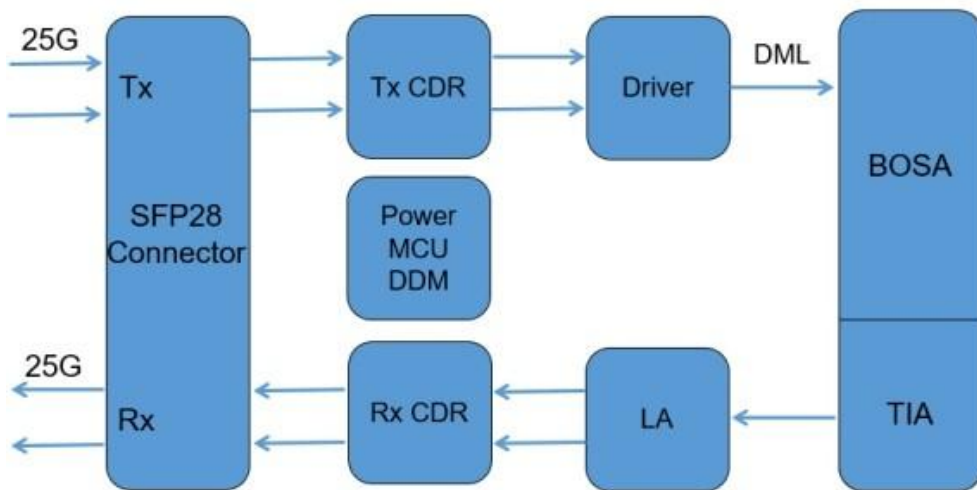 25G
Tx
Tx CDR
Driver
DML
BOSA
SFP28
Connector
Power
MCU
DDM
25G
Rx
Rx CDR
LA
TIA